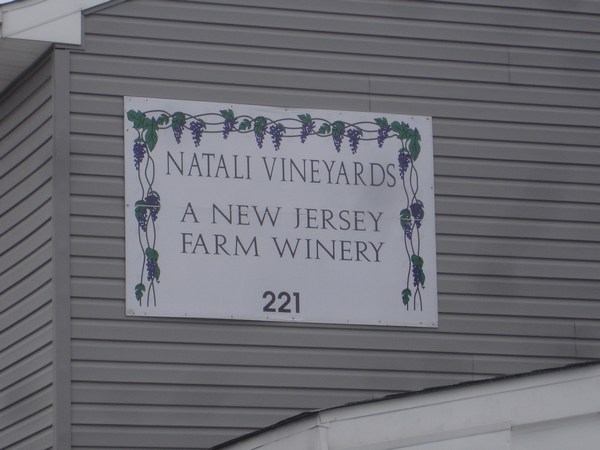 NATALI VINEYARDS
A NEW JERSEY
FARM WINERY
221